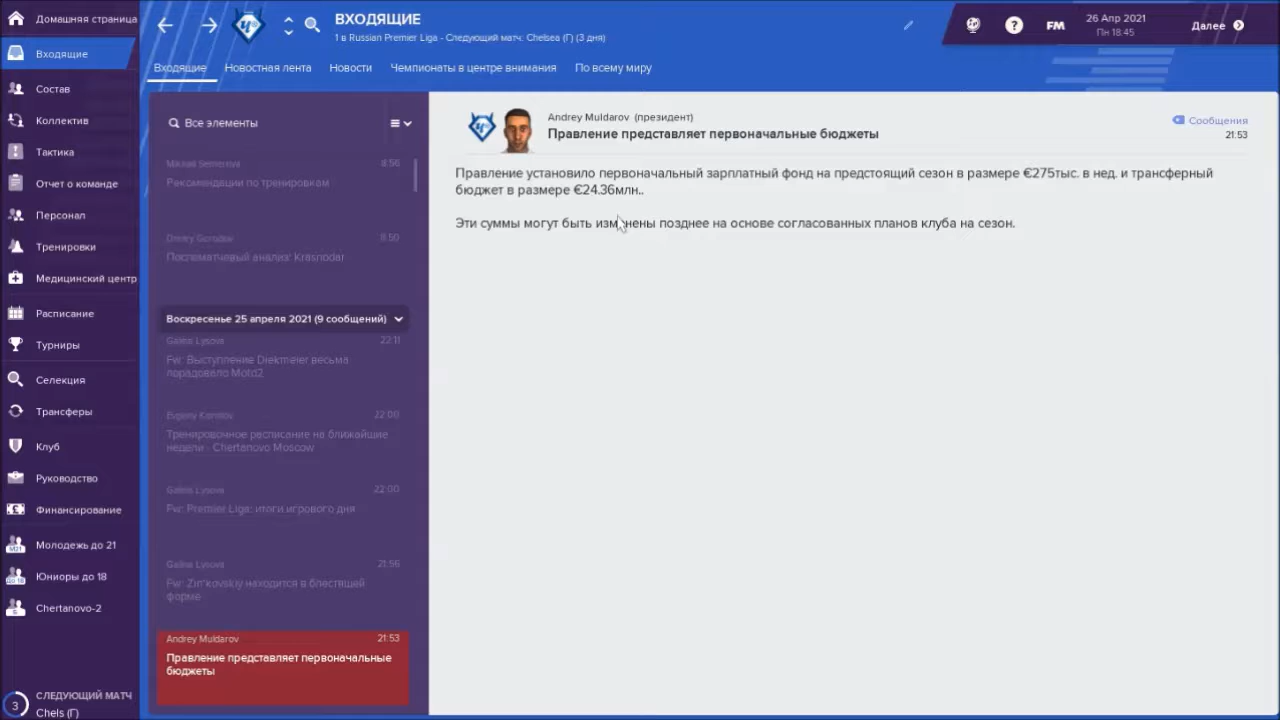 Домашняя страница
Входящие
Состав
Коллектив
Тактика
Отчет о команде
Персонал
Тренировки
Медицинский центр
Расписание
Турниры
Селекция
Трансферы
Клуб
Руководство
Финансирование
Молодежь до 21
Юниоры до 18
Chertanovo-2
3
СЛЕДУЮЩИЙ МАТЧ
Chels (Г)
ВХОДЯЩИЕ
1 в Russian Premier Liga - Следующий матч: Chelsea (Г) (3 дня)
FM
26 Апр 2021
Пн 18:45
Далее
Входящие
Новостная лента
Новости
Чемпионаты в центре внимания
По всему миру
Все элементы
8:56
Рекомендации по тренировкам
Dmitry Gorodov
Послематчевый анализ: Krasnodar
Воскресенье 25 апреля 2021 (9 сообщений)
Galina Lysova 22:11
Fw: Выступление Diekmeier весьма
порадовало Motd2
Evgeny 22:00
Тренировочное расписание на ближайшие
недели - Chertanovo Moscow
Galina Lysova 22:00
Fw: Premier Liga: итоги игрового дня
Galina Lysova 21:56
Fw: Zin'kovskiy находится в блестящей
форме
Andrey Muldarov 21:53
Правление представляет первоначальные
бюджеты
Andrey Muldarov (президент)
Правление представляет первоначальные бюджеты
Сообщения
21:53
Правление установило первоначальный зарплатный фонд на предстоящий сезон в размере €275тыс. в нед. и трансферный
бюджет в размере €24.36млн..
Эти суммы могут быть изменены позднее на основе согласованных планов клуба на сезон.